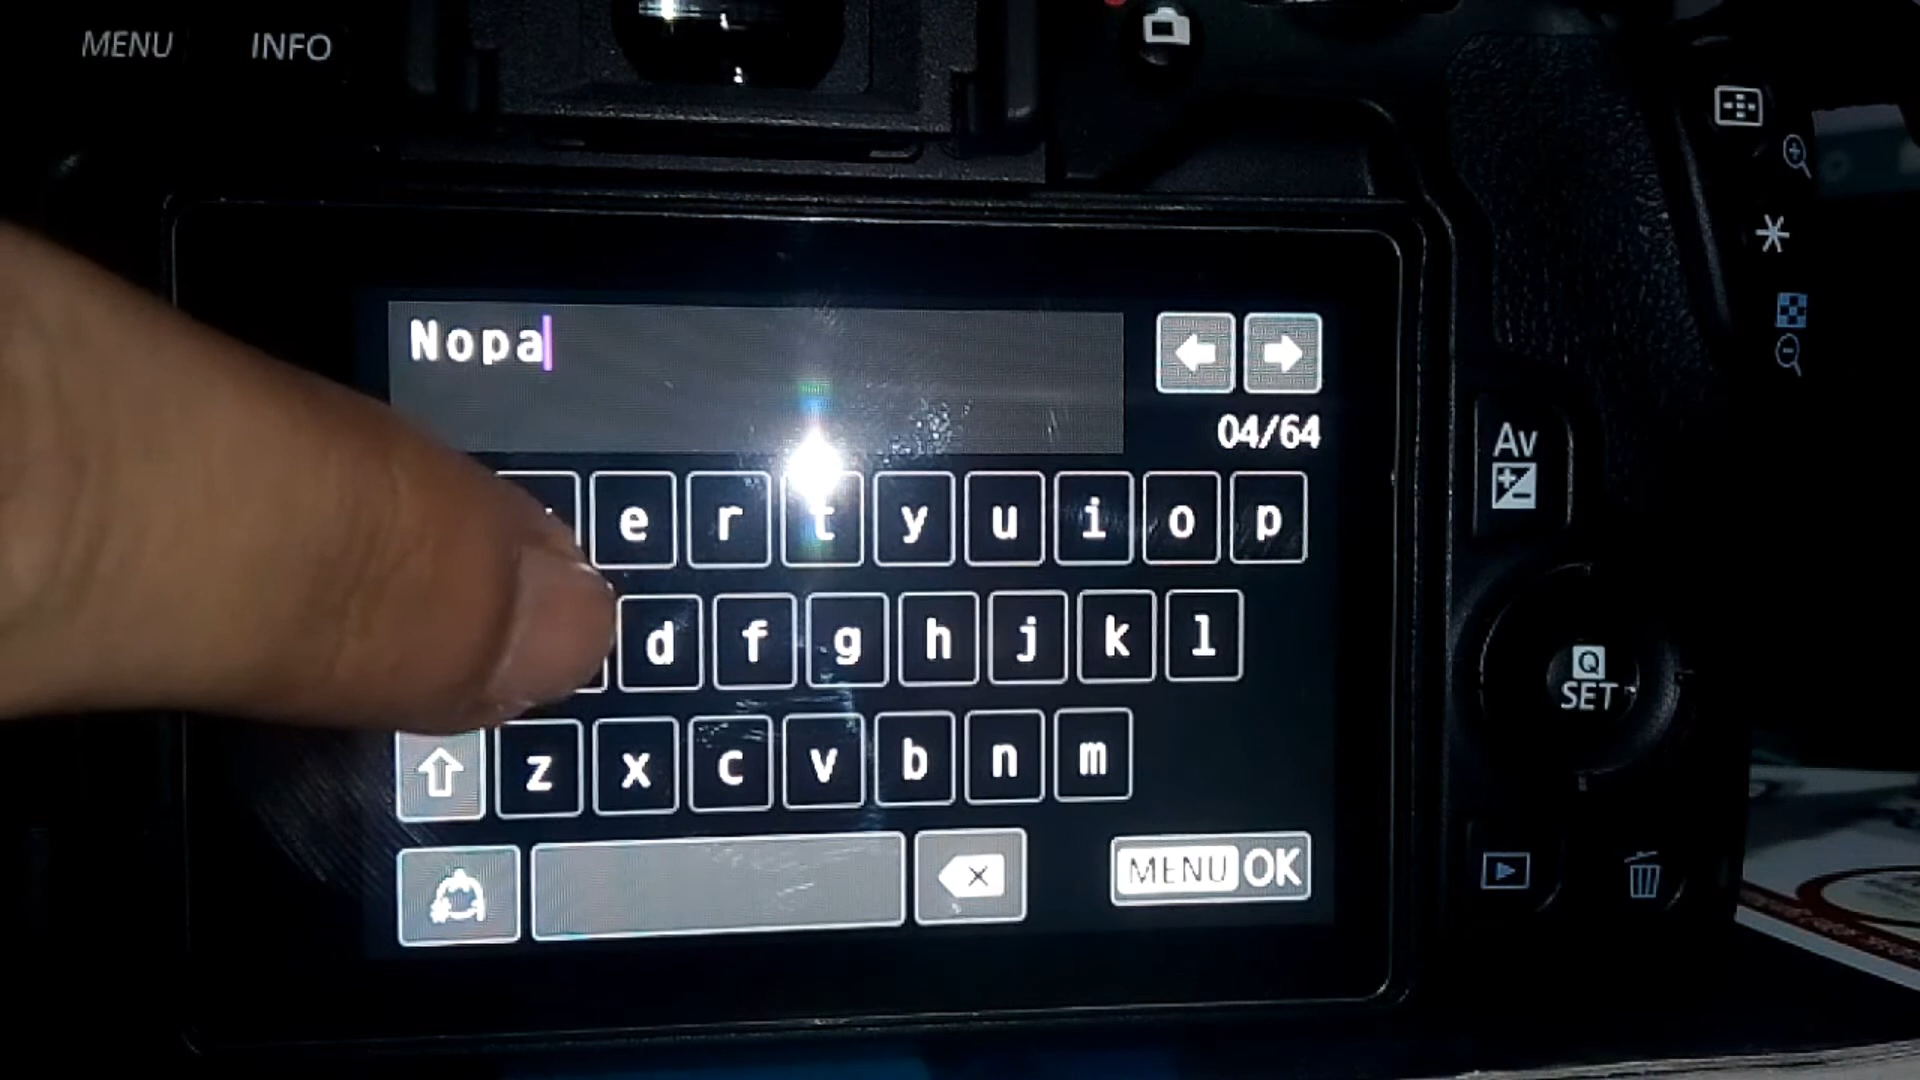 MENU INFO
Nopa
04/64
e r t y u i o p
d f g h j k l
z x c v b n m
MENU OK
Av
Q
SET